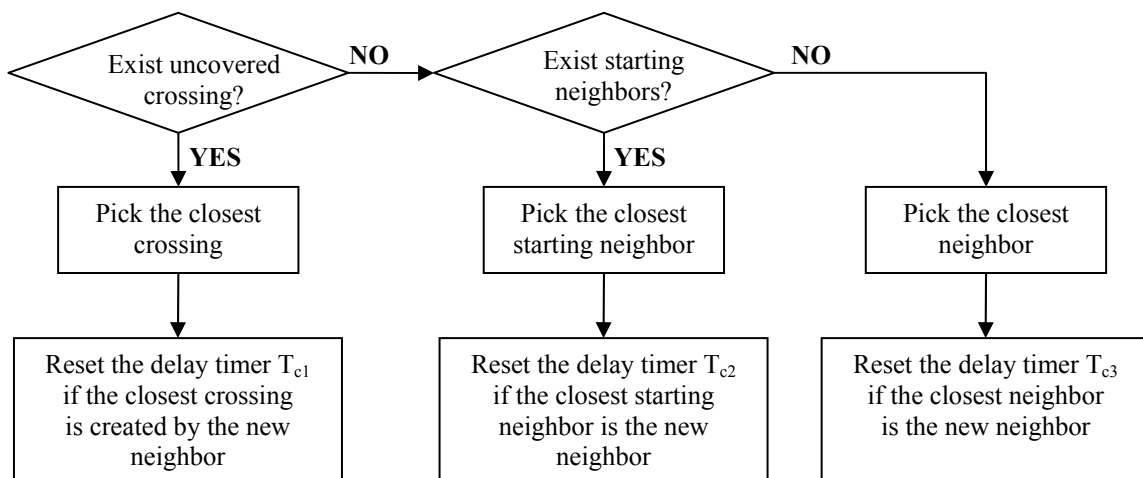 Exist uncovered
crossing?
NO
Exist starting
neighbors?
NO
YES
YES
Pick the closest
crossing
Pick the closest
starting neighbor
Pick the closest
neighbor
Reset the delay timer Tc1
if the closest crossing
is created by the new
neighbor
Reset the delay timer Tc2
if the closest starting
neighbor is the new
neighbor
Reset the delay timer Tc3
if the closest neighbor
is the new neighbor